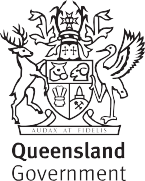 AUDAX AT FIDELIS
Queensland
Government